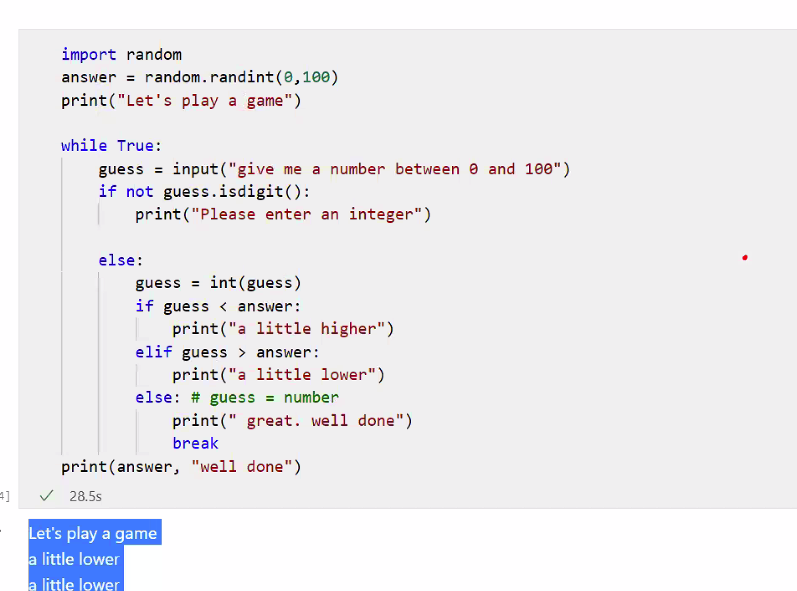 import random
answer = random.randint(0,100)
print("Let's play a game")
while True:
guess = input("give me a number between 0 and 100")
if not guess.isdigit():
print("Please enter an integer")
else:
guess = int(guess)
if guess < answer:
print("a little higher")
elif guess > answer:
print("a little lower")
else: # guess = number
print(" great. well done")
break
print(answer, "well done")
4]
28.5s
Let's play a game
a little lower
a little lower